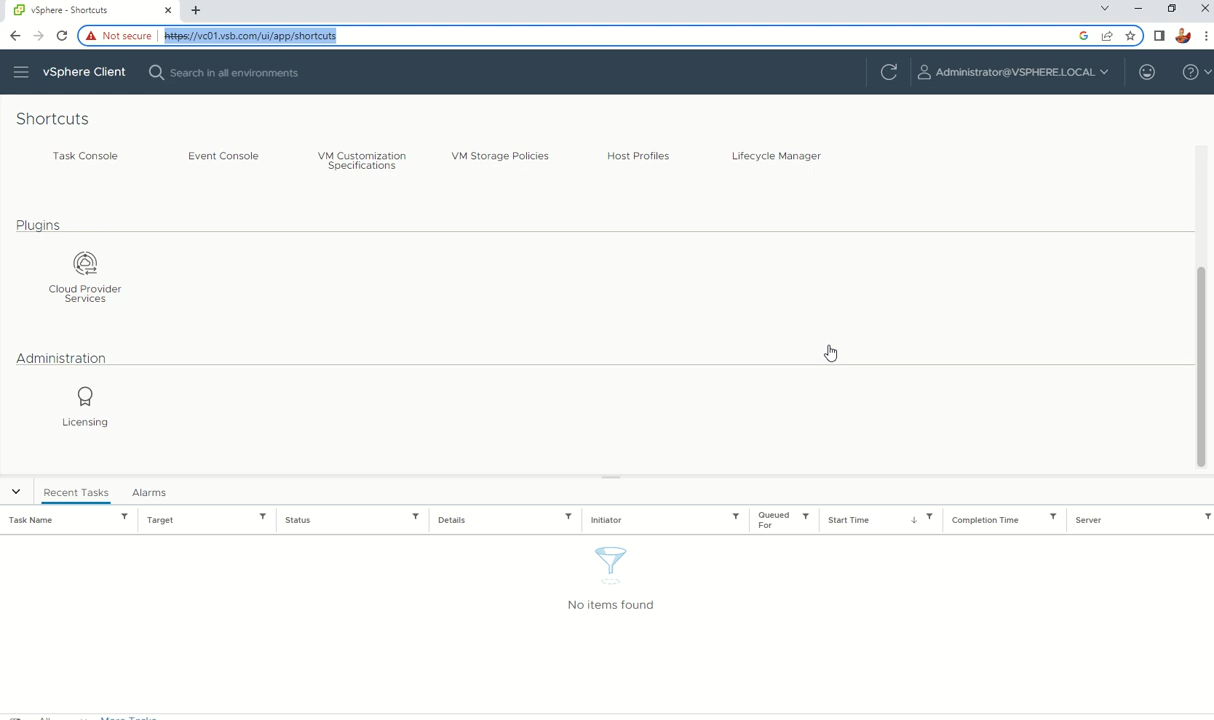 vSphere - Shortcuts
Not secure
https://vc01.vsb.com/ui/app/shortcuts
vSphere Client
Search in all environments
Administrator@VSPHERE.LOCAL
Shortcuts
Task Console
Event Console
VM Customization
Specifications
VM Storage Policies
Host Profiles
Lifecycle Manager
Plugins
Cloud Provider
Services
Administration
Licensing
Recent Tasks
Alarms
Task Name
Target
Status
Details
Initiator
Queued
For
Start Time
Completion Time
Server
No items found
More Tasks